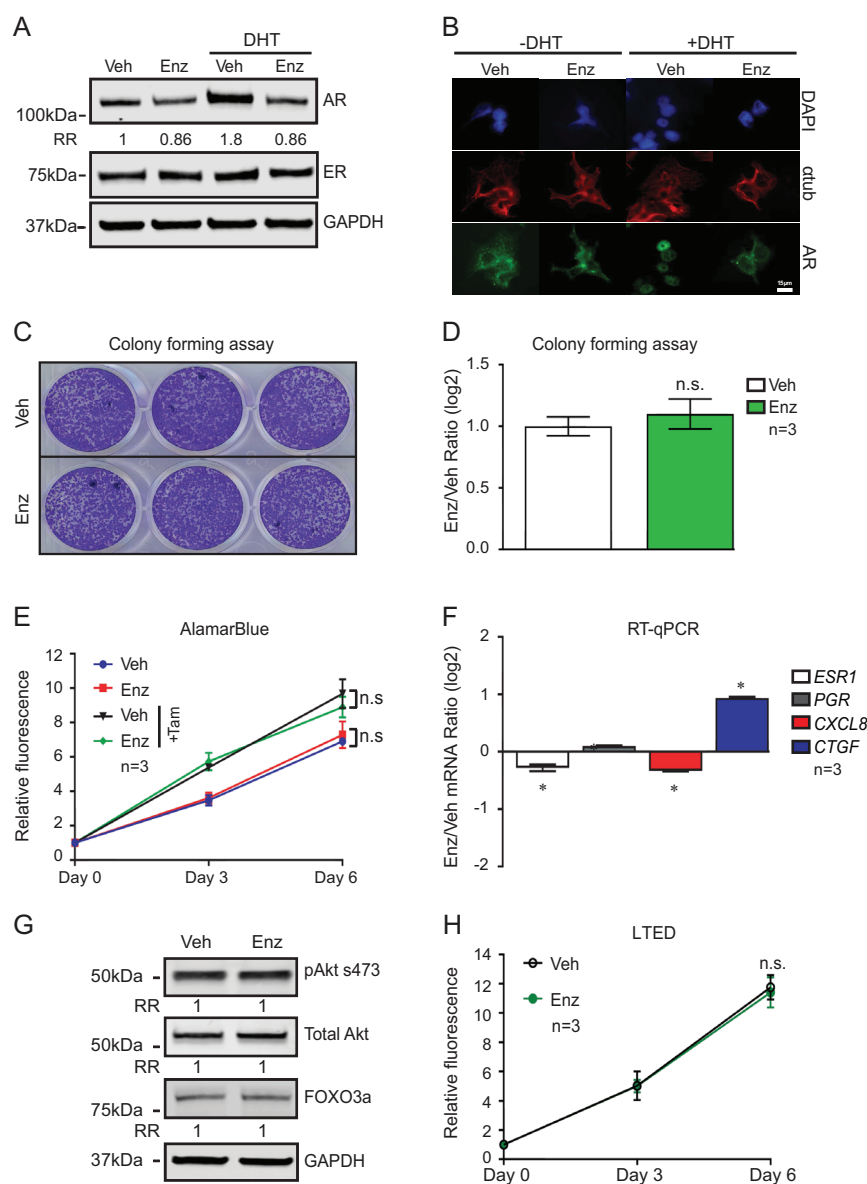 A
DHT
Veh Enz Veh Enz
AR
100kDa
RR 1 0.86 1.8 0.86
75kDa ER
37kDa GAPDH
B
-DHT +DHT
Veh Enz Veh Enz
DAPI
αtub
AR
15μm
C
Colony forming assay
Veh
Enz
D
Colony forming assay
Enz/Veh Ratio (log2)
1.5
1.0
0.5
0.0
n.s.
Veh
Enz
n=3
E
AlamarBlue
Relative fluorescence
12
10
8
6
4
2
0
Veh
Enz
Veh
Enz
+Tam
n=3
n.s
n.s
Day 0 Day 3 Day 6
F
RT-qPCR
Enz/Veh mRNA Ratio (log2)
2
1
0
-1
-2
*
*
*
ESR1
PGR
CXCL8
CTGF
n=3
G
Veh Enz
50kDa pAkt s473
RR 1 1
50kDa Total Akt
RR 1 1
75kDa FOXO3a
RR 1 1
37kDa GAPDH
H
LTED
Relative fluorescence
14
12
10
8
6
4
2
0
Veh
Enz
n=3
n.s.
Day 0 Day 3 Day 6